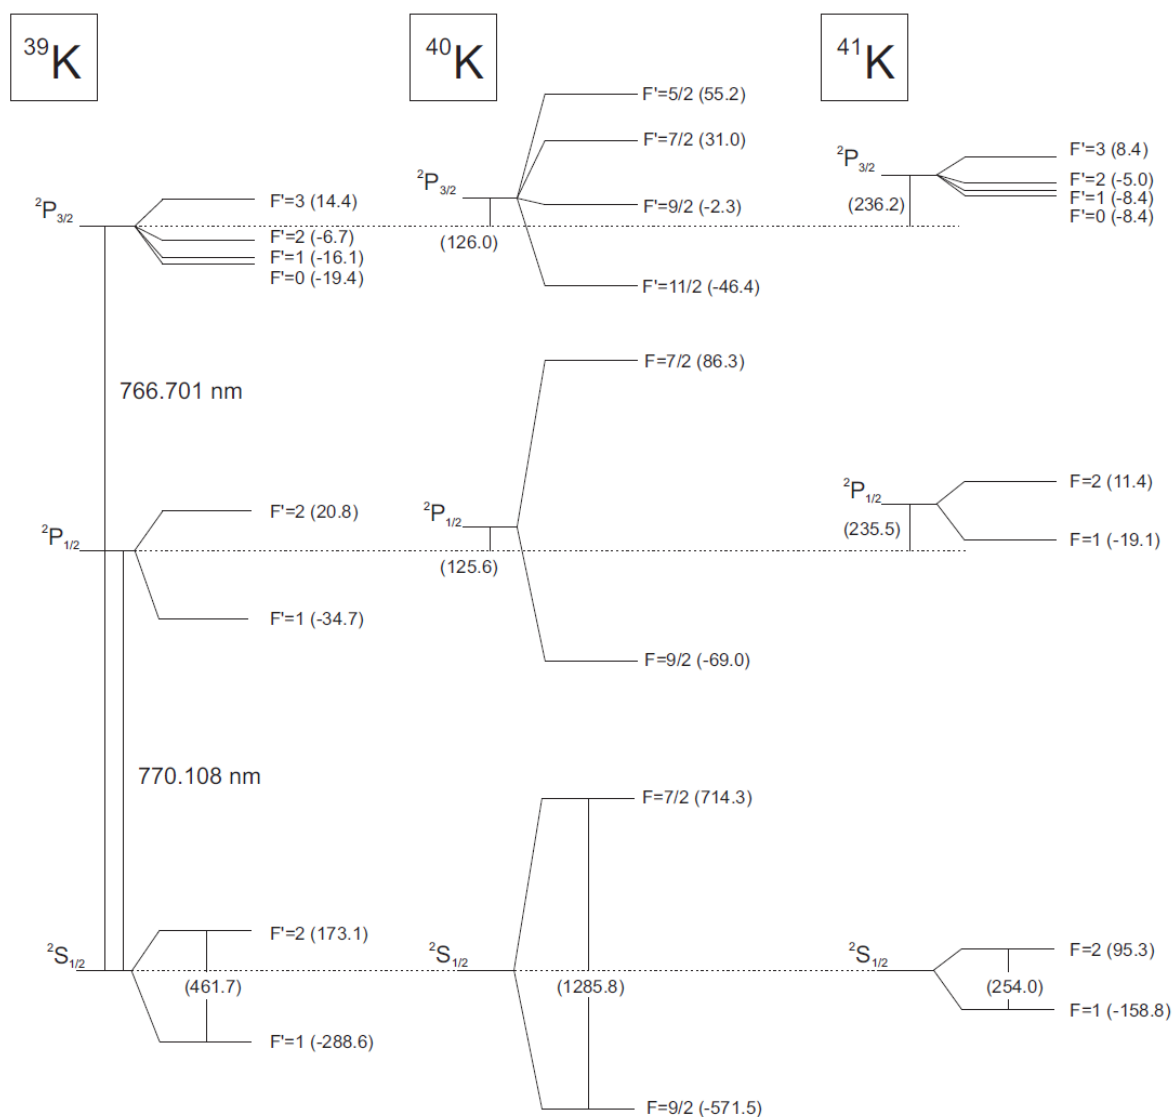 39K
40K
41K
2P3/2
F'=3 (14.4)
F'=2 (-6.7)
F'=1 (-16.1)
F'=0 (-19.4)
766.701 nm
2P1/2
F'=2 (20.8)
F'=1 (-34.7)
770.108 nm
2S1/2
F'=2 (173.1)
(461.7)
F'=1 (-288.6)
F'=5/2 (55.2)
F'=7/2 (31.0)
2P3/2
F'=9/2 (-2.3)
(126.0)
F'=11/2 (-46.4)
F=7/2 (86.3)
2P1/2
(125.6)
F=9/2 (-69.0)
F=7/2 (714.3)
2S1/2
(1285.8)
F=9/2 (-571.5)
F'=3 (8.4)
2P3/2
F'=2 (-5.0)
F'=1 (-8.4)
(236.2)
F'=0 (-8.4)
F=2 (11.4)
2P1/2
(235.5)
F=1 (-19.1)
2S1/2
F=2 (95.3)
(254.0)
F=1 (-158.8)